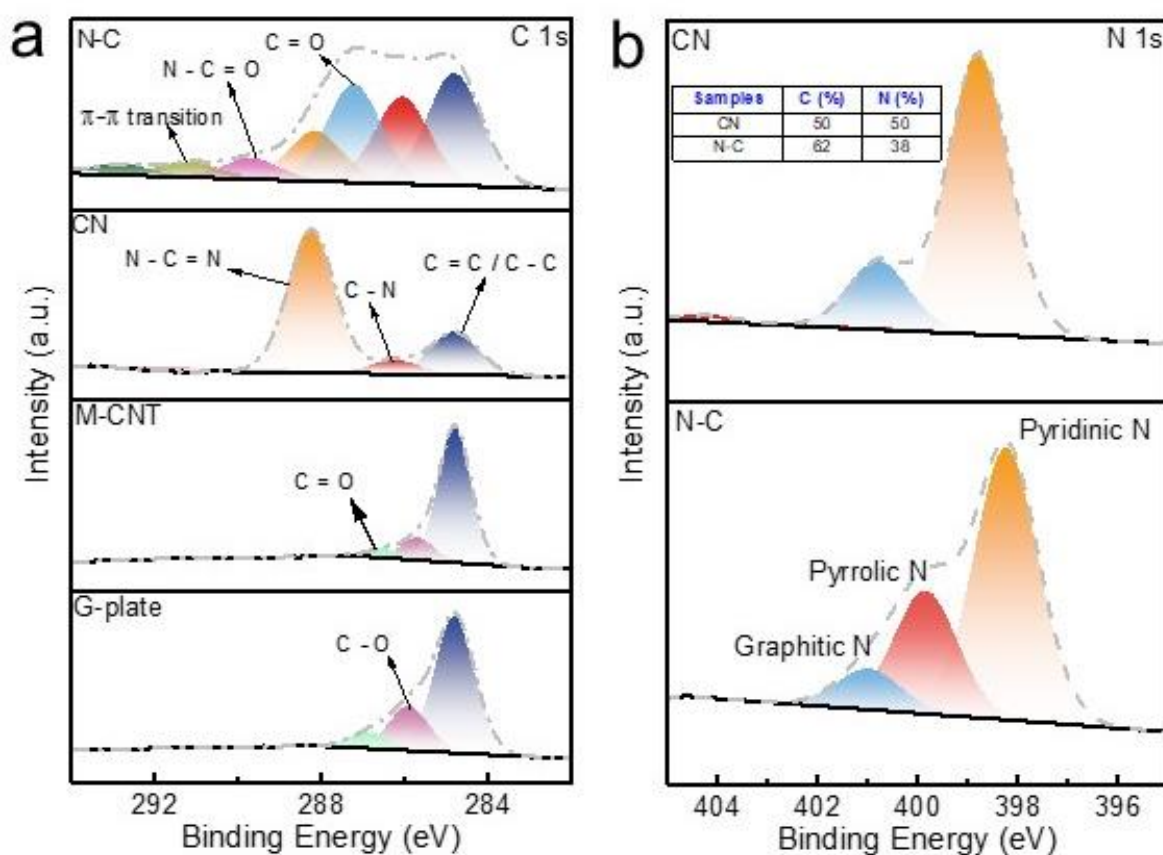 a
N-C
C 1s
C = O
N - C = O
π-π transition
CN
N - C = N
C = C / C - C
C - N
M-CNT
C = O
G-plate
C - O
292 288 284
Binding Energy (eV)
Intensity (a.u.)
b
CN
N 1s
Samples C (%) N (%)
CN 50 50
N-C 62 38
N-C
Pyridinic N
Pyrrolic N
Graphitic N
404 402 400 398 396
Binding Energy (eV)
Intensity (a.u.)